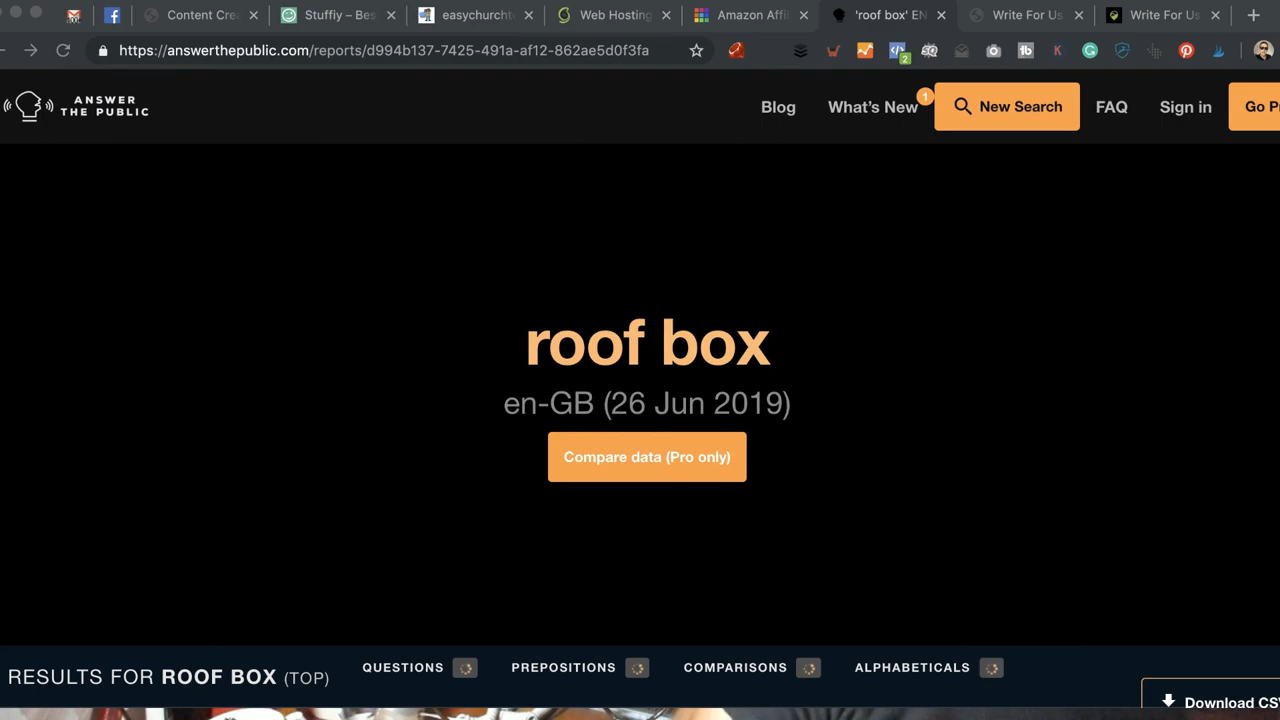 Content Cre
Stuffiy – Bes
easychurcht
Web Hosting
Amazon Affi
'roof box' EN
Write For Us
Write For Us
https://answerthepublic.com/reports/d994b137-7425-491a-af12-862ae5d0f3fa
2
ANSWER
THE PUBLIC
Blog
What's New
1
New Search
FAQ
Sign in
Go P
roof box
en-GB (26 Jun 2019)
Compare data (Pro only)
RESULTS FOR ROOF BOX (TOP)
QUESTIONS
PREPOSITIONS
COMPARISONS
ALPHABETICALS
Download CSV